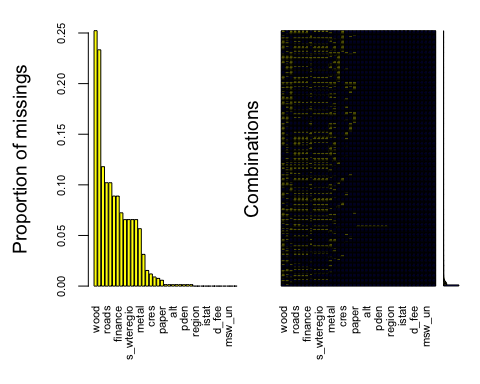 Proportion of missings
0.00
0.05
0.10
0.15
0.20
0.25
wood
roads
finance
s_wteregio
metal
cres
paper
alt
pden
region
istat
d_fee
msw_un
Combinations
wood
roads
finance
s_wteregio
metal
cres
paper
alt
pden
region
istat
d_fee
msw_un